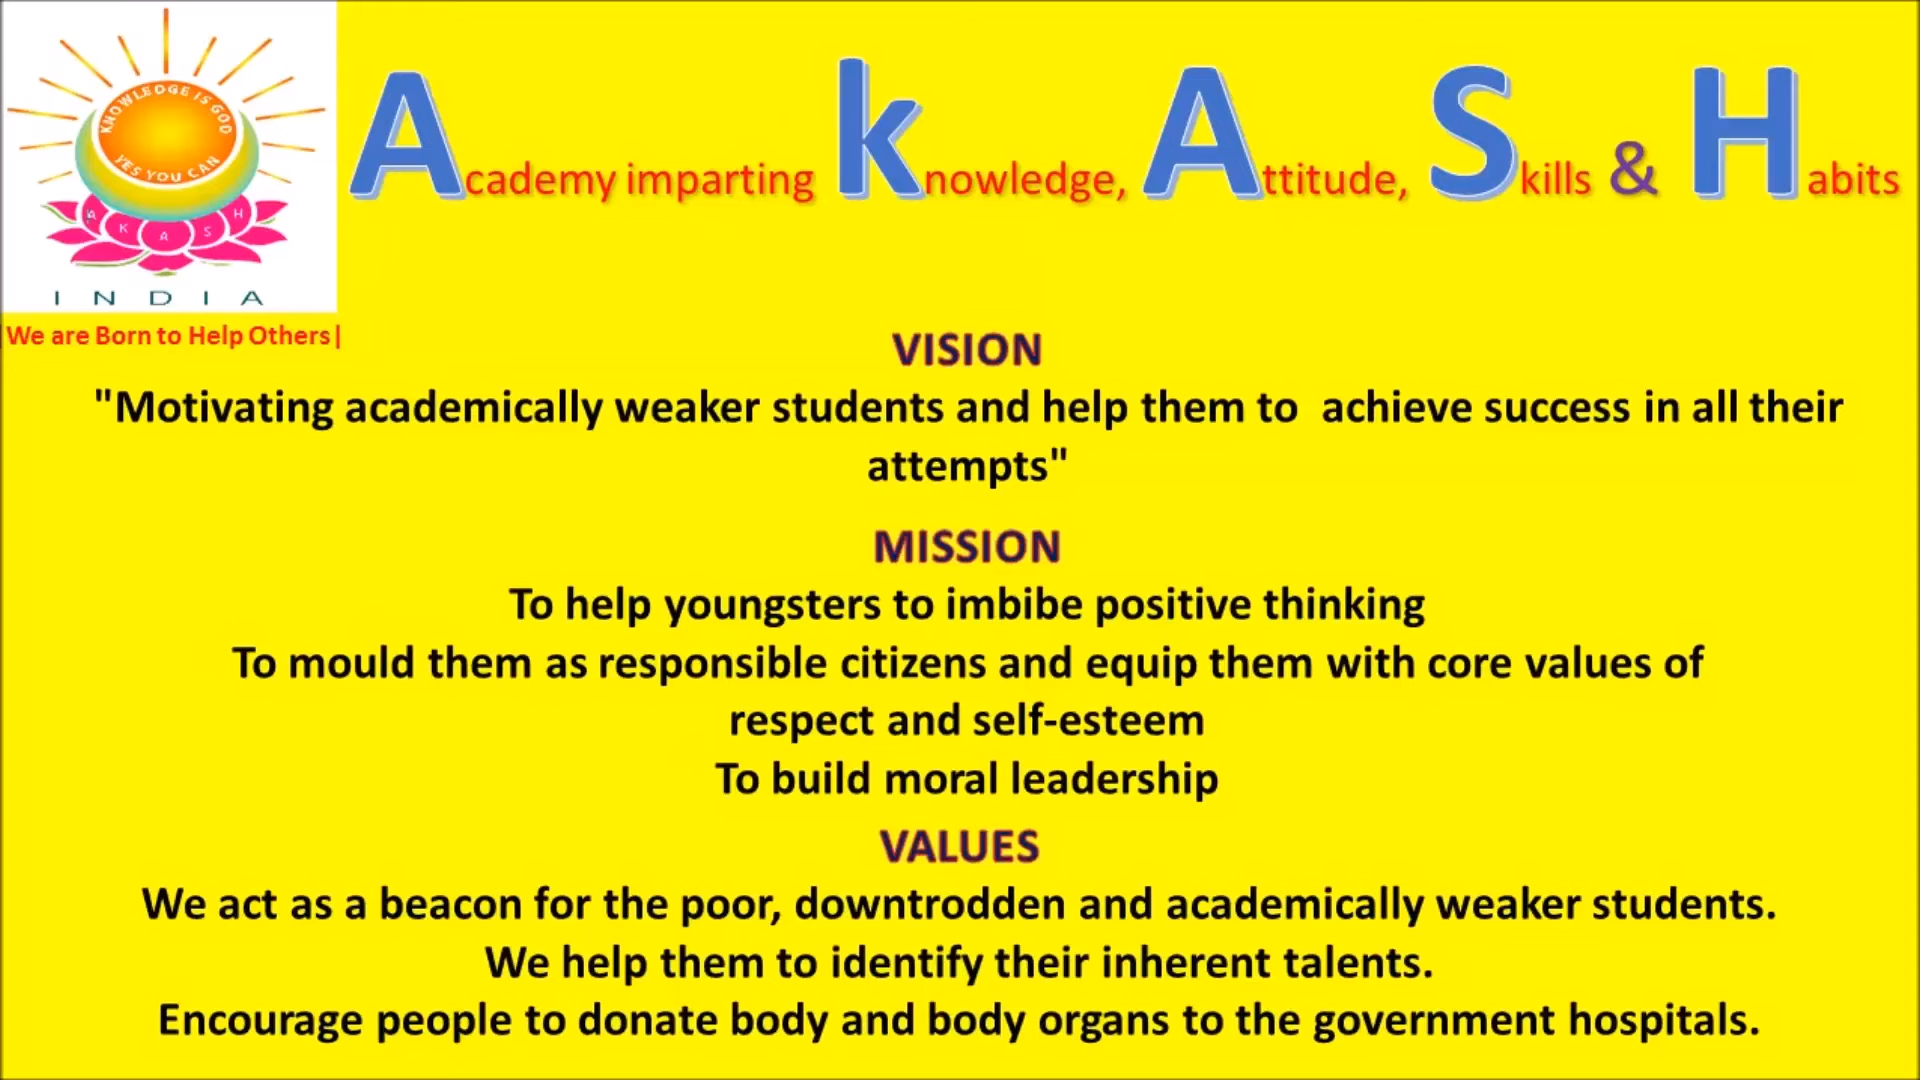 KNOWLEDGE IS GOD
YES YOU CAN
A K A S H
I N D I A
|We are Born to Help Others|
Academy imparting knowledge, Attitude, Skills & Habits
VISION
"Motivating academically weaker students and help them to achieve success in all their
attempts"
MISSION
To help youngsters to imbibe positive thinking
To mould them as responsible citizens and equip them with core values of
respect and self-esteem
To build moral leadership
VALUES
We act as a beacon for the poor, downtrodden and academically weaker students.
We help them to identify their inherent talents.
Encourage people to donate body and body organs to the government hospitals.